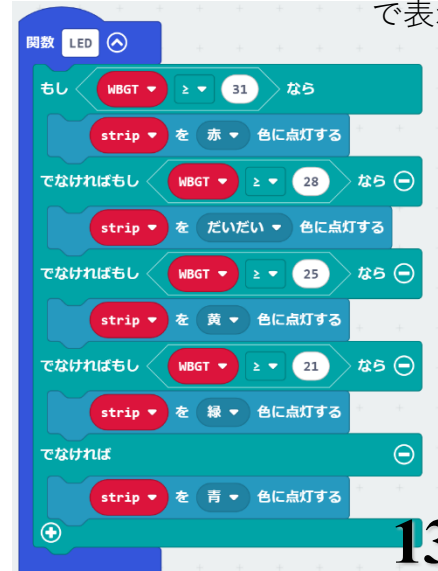 で表
関数 LED
もし WBGT ≥ 31 なら
strip を 赤 色に点灯する
でなければもし WBGT ≥ 28 なら
strip を だいだい 色に点灯する
でなければもし WBGT ≥ 25 なら
strip を 黄 色に点灯する
でなければもし WBGT ≥ 21 なら
strip を 緑 色に点灯する
でなければ
strip を 青 色に点灯する
13